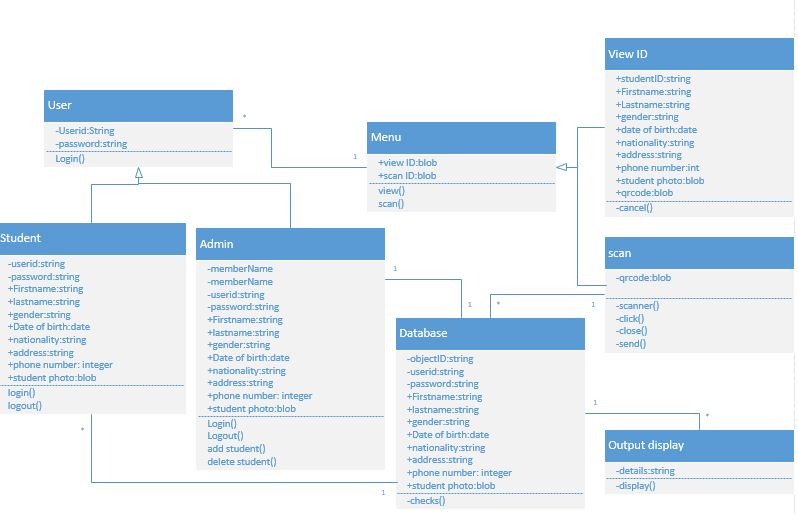 User
-Userid:String
-password:string
Login()
*
1
Menu
+view ID:blob
+scan ID:blob
view()
scan()
View ID
+studentID:string
+Firstname:string
+Lastname:string
+gender:string
+date of birth:date
+nationality:string
+address:string
+phone number:int
+student photo:blob
+qrcode:blob
-cancel()
Student
-userid:string
-password:string
+Firstname:string
+lastname:string
+gender:string
+Date of birth:date
+nationality:string
+address:string
+phone number: integer
+student photo:blob
login()
logout()
*
1
Admin
-memberName
-memberName
-userid:string
-password:string
+Firstname:string
+lastname:string
+gender:string
+Date of birth:date
+nationality:string
+address:string
+phone number: integer
+student photo:blob
Login()
Logout()
add student()
delete student()
1
1
scan
-qrcode:blob
-scanner()
-click()
-close()
-send()
*
1
Database
-objectID:string
-userid:string
-password:string
+Firstname:string
+lastname:string
+gender:string
+Date of birth:date
+nationality:string
+address:string
+phone number: integer
+student photo:blob
-checks()
1
*
Output display
-details:string
-display()